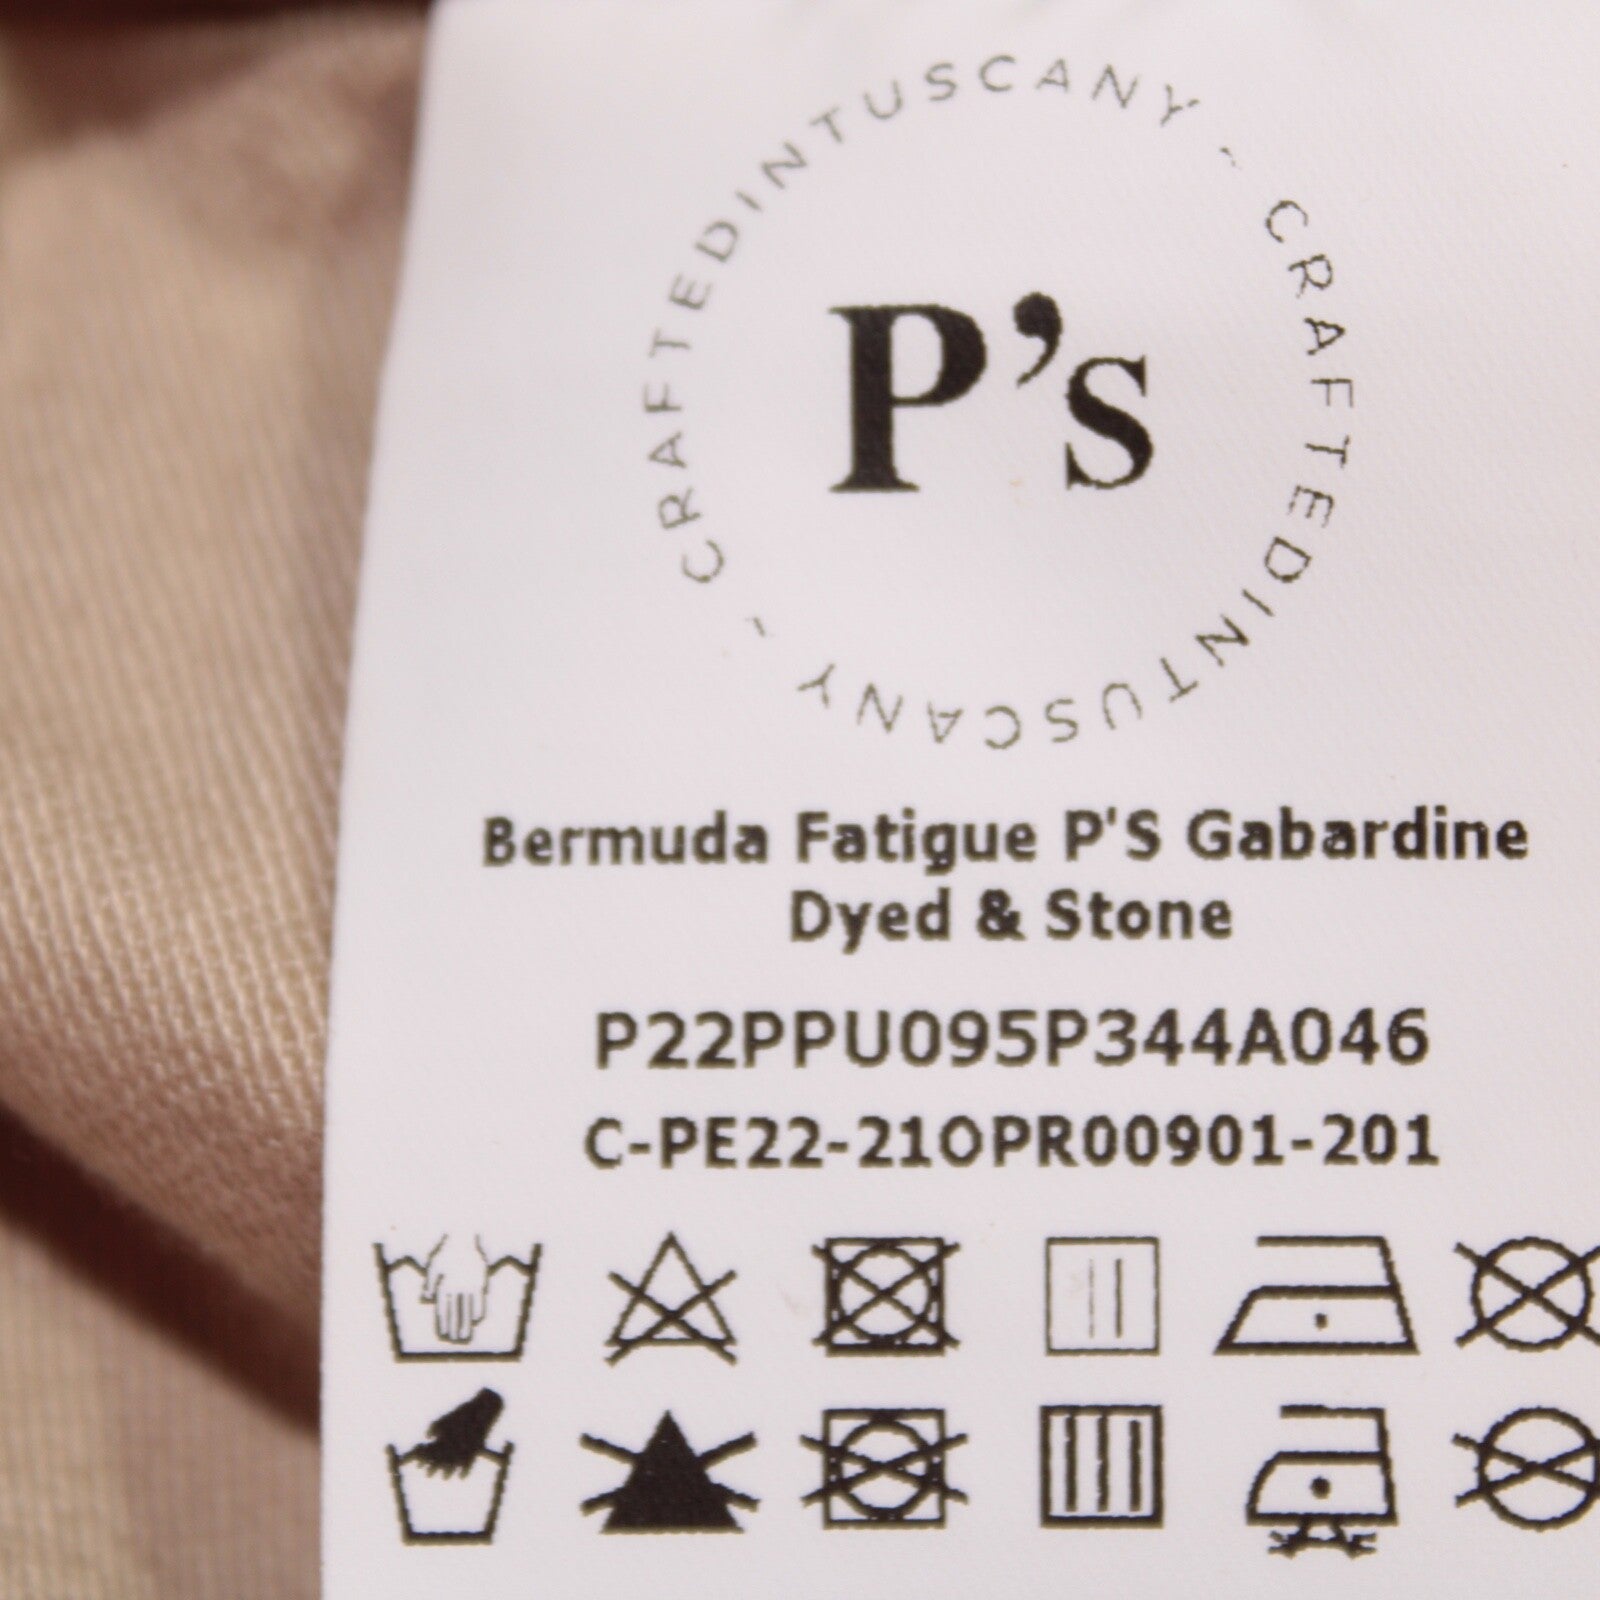 CRAFTEDINTUSCANY - CRAFTEDINTUSCANY -
P's
Bermuda Fatigue P'S Gabardine
Dyed & Stone
P22PPU095P344A046
C-PE22-21OPR00901-201